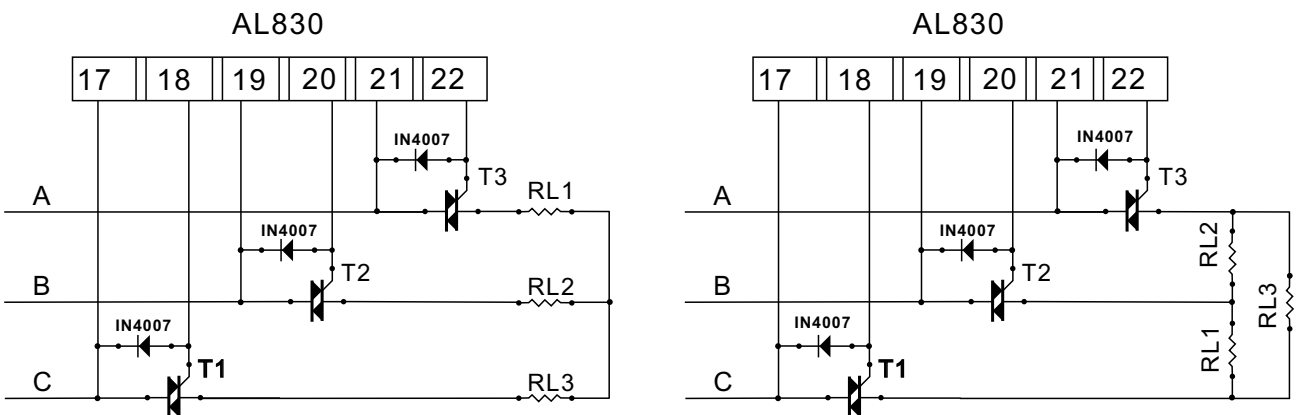 AL830
17 18 19 20 21 22
IN4007
T3
A
RL1
IN4007
T2
B
RL2
IN4007
T1
C
RL3
AL830
17 18 19 20 21 22
IN4007
T3
A
IN4007
RL2
T2
B
RL3
IN4007
RL1
T1
C